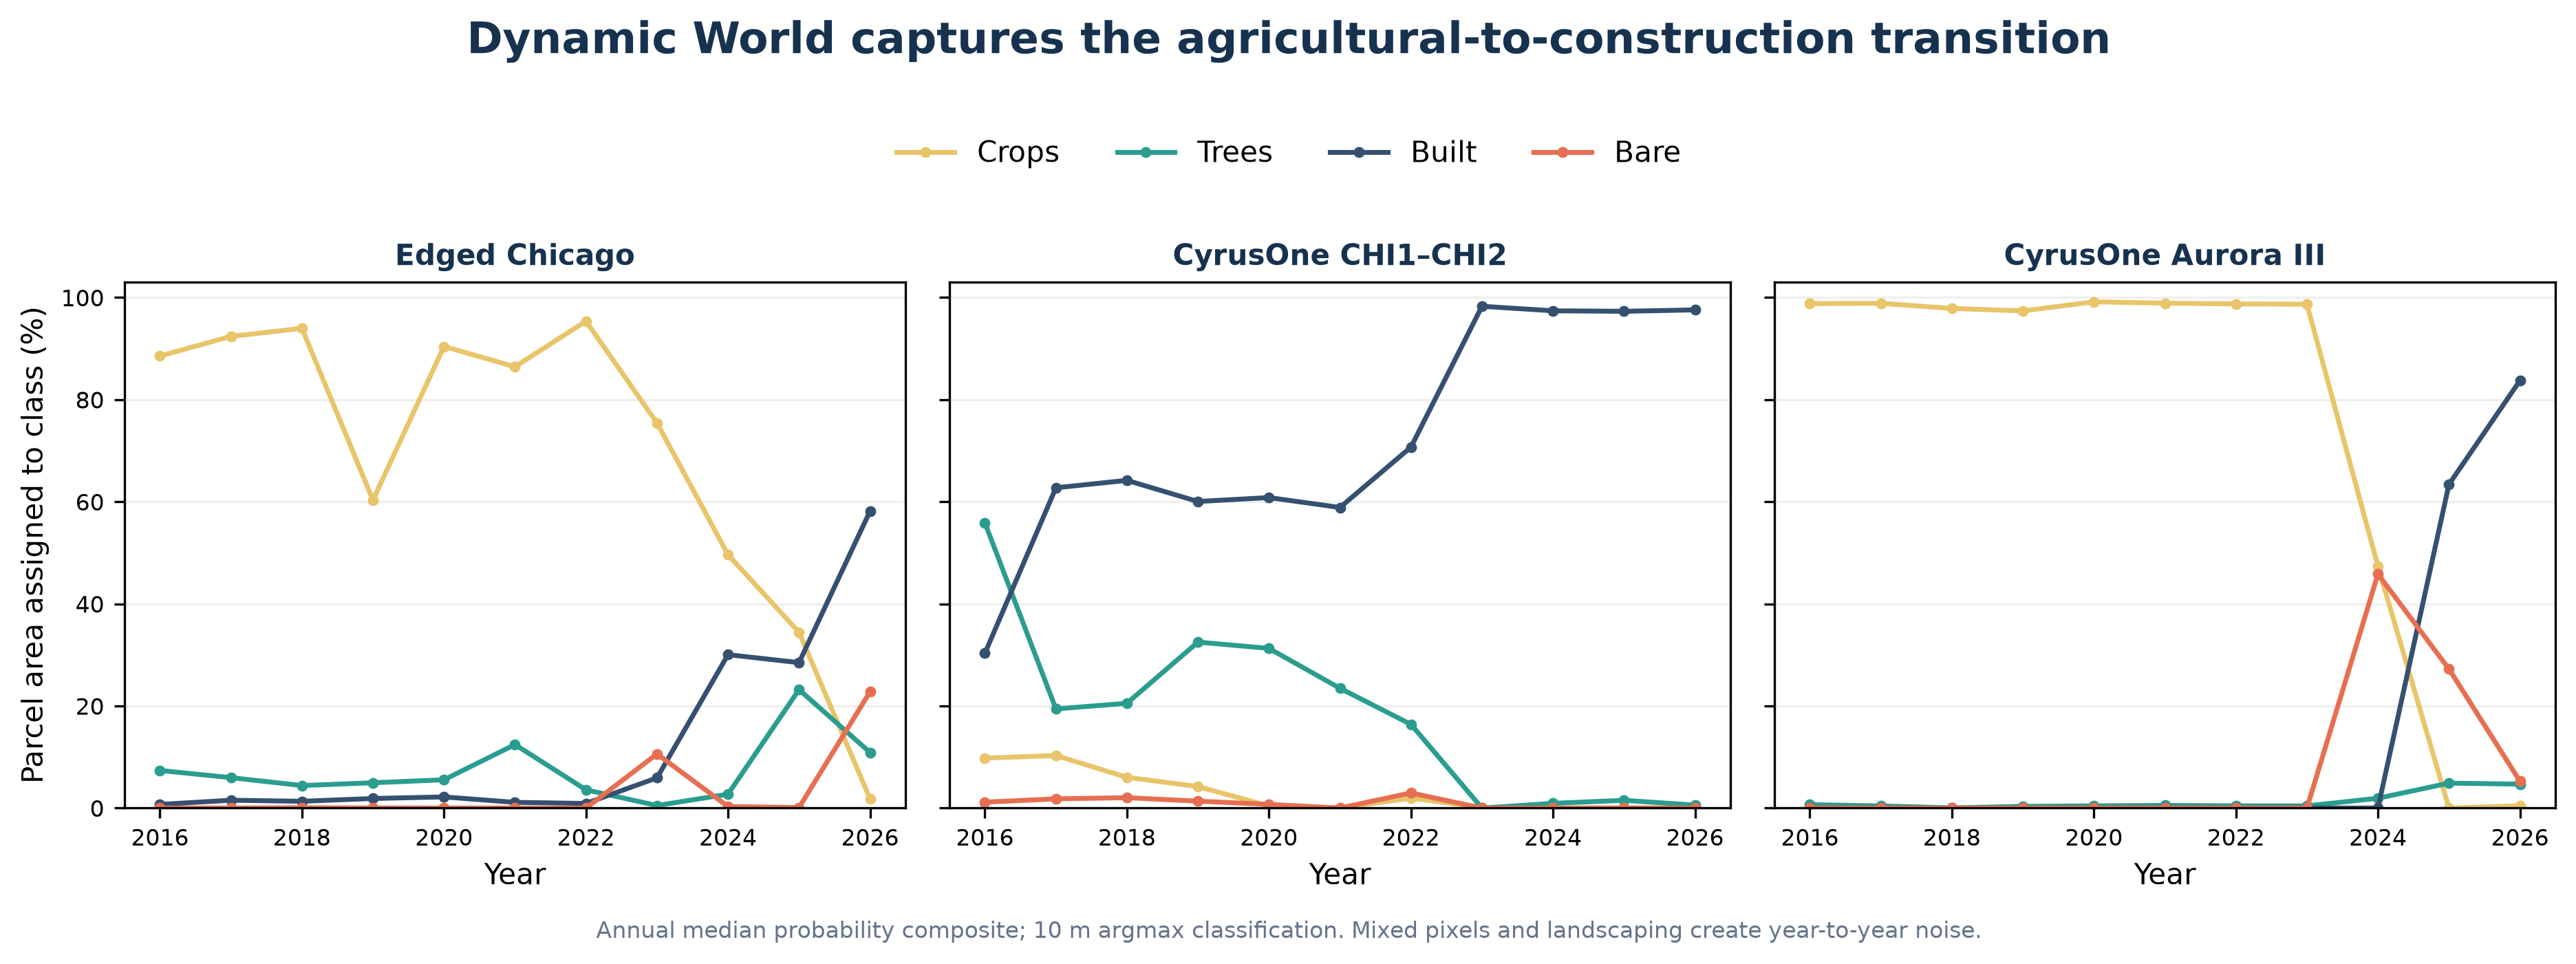 Dynamic World captures the agricultural-to-construction transition
Crops Trees Built Bare
Edged Chicago
CyrusOne CHI1–CHI2
CyrusOne Aurora III
Parcel area assigned to class (%)
100
80
60
40
20
0
2016 2018 2020 2022 2024 2026
2016 2018 2020 2022 2024 2026
2016 2018 2020 2022 2024 2026
Year
Year
Year
Annual median probability composite; 10 m argmax classification. Mixed pixels and landscaping create year-to-year noise.